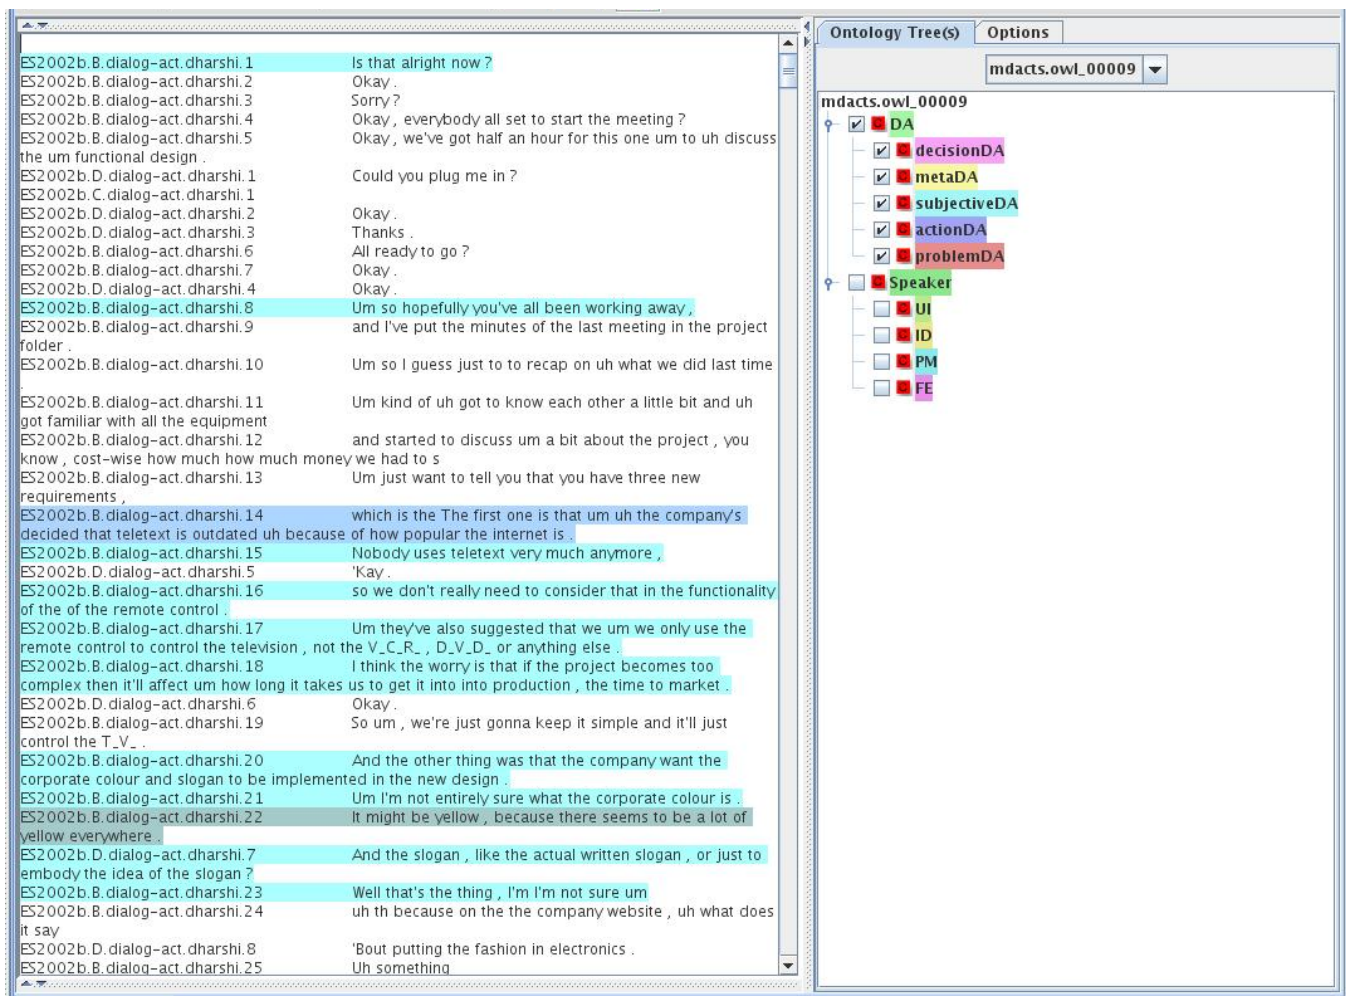 ES2002b.B.dialog-act.dharshi.1 Is that alright now ?
ES2002b.B.dialog-act.dharshi.2 Okay .
ES2002b.B.dialog-act.dharshi.3 Sorry ?
ES2002b.B.dialog-act.dharshi.4 Okay , everybody all set to start the meeting ?
ES2002b.B.dialog-act.dharshi.5 Okay , we've got half an hour for this one um to uh discuss
the um functional design .
ES2002b.D.dialog-act.dharshi.1 Could you plug me in ?
ES2002b.C.dialog-act.dharshi.1
ES2002b.D.dialog-act.dharshi.2 Okay .
ES2002b.D.dialog-act.dharshi.3 Thanks .
ES2002b.B.dialog-act.dharshi.6 All ready to go ?
ES2002b.B.dialog-act.dharshi.7 Okay .
ES2002b.D.dialog-act.dharshi.4 Okay .
ES2002b.B.dialog-act.dharshi.8 Um so hopefully you've all been working away ,
ES2002b.B.dialog-act.dharshi.9 and I've put the minutes of the last meeting in the project
folder .
ES2002b.B.dialog-act.dharshi.10 Um so I guess just to to recap on uh what we did last time
.
ES2002b.B.dialog-act.dharshi.11 Um kind of uh got to know each other a little bit and uh
got familiar with all the equipment
ES2002b.B.dialog-act.dharshi.12 and started to discuss um a bit about the project , you
know , cost-wise how much how much money we had to s
ES2002b.B.dialog-act.dharshi.13 Um just want to tell you that you have three new
requirements ,
ES2002b.B.dialog-act.dharshi.14 which is the The first one is that um uh the company's
decided that teletext is outdated uh because of how popular the internet is .
ES2002b.B.dialog-act.dharshi.15 Nobody uses teletext very much anymore ,
ES2002b.D.dialog-act.dharshi.5 'Kay .
ES2002b.B.dialog-act.dharshi.16 so we don't really need to consider that in the functionality
of the of the remote control .
ES2002b.B.dialog-act.dharshi.17 Um they've also suggested that we um we only use the
remote control to control the television , not the V_C_R_ , D_V_D_ or anything else .
ES2002b.B.dialog-act.dharshi.18 I think the worry is that if the project becomes too
complex then it'll affect um how long it takes us to get it into into production , the time to market .
ES2002b.D.dialog-act.dharshi.6 Okay .
ES2002b.B.dialog-act.dharshi.19 So um , we're just gonna keep it simple and it'll just
control the T_V_ .
ES2002b.B.dialog-act.dharshi.20 And the other thing was that the company want the
corporate colour and slogan to be implemented in the new design .
ES2002b.B.dialog-act.dharshi.21 Um I'm not entirely sure what the corporate colour is .
ES2002b.B.dialog-act.dharshi.22 It might be yellow , because there seems to be a lot of
yellow everywhere .
ES2002b.D.dialog-act.dharshi.7 And the slogan , like the actual written slogan , or just to
embody the idea of the slogan ?
ES2002b.B.dialog-act.dharshi.23 Well that's the thing , I'm I'm not sure um
ES2002b.B.dialog-act.dharshi.24 uh th because on the the company website , uh what does
it say
ES2002b.D.dialog-act.dharshi.8 'Bout putting the fashion in electronics .
ES2002b.B.dialog-act.dharshi.25 Uh something
Ontology Tree(s) Options
mdacts.owl_00009
mdacts.owl_00009
C DA
C decisionDA
C metaDA
C subjectiveDA
C actionDA
C problemDA
C Speaker
C UI
C ID
C PM
C FE